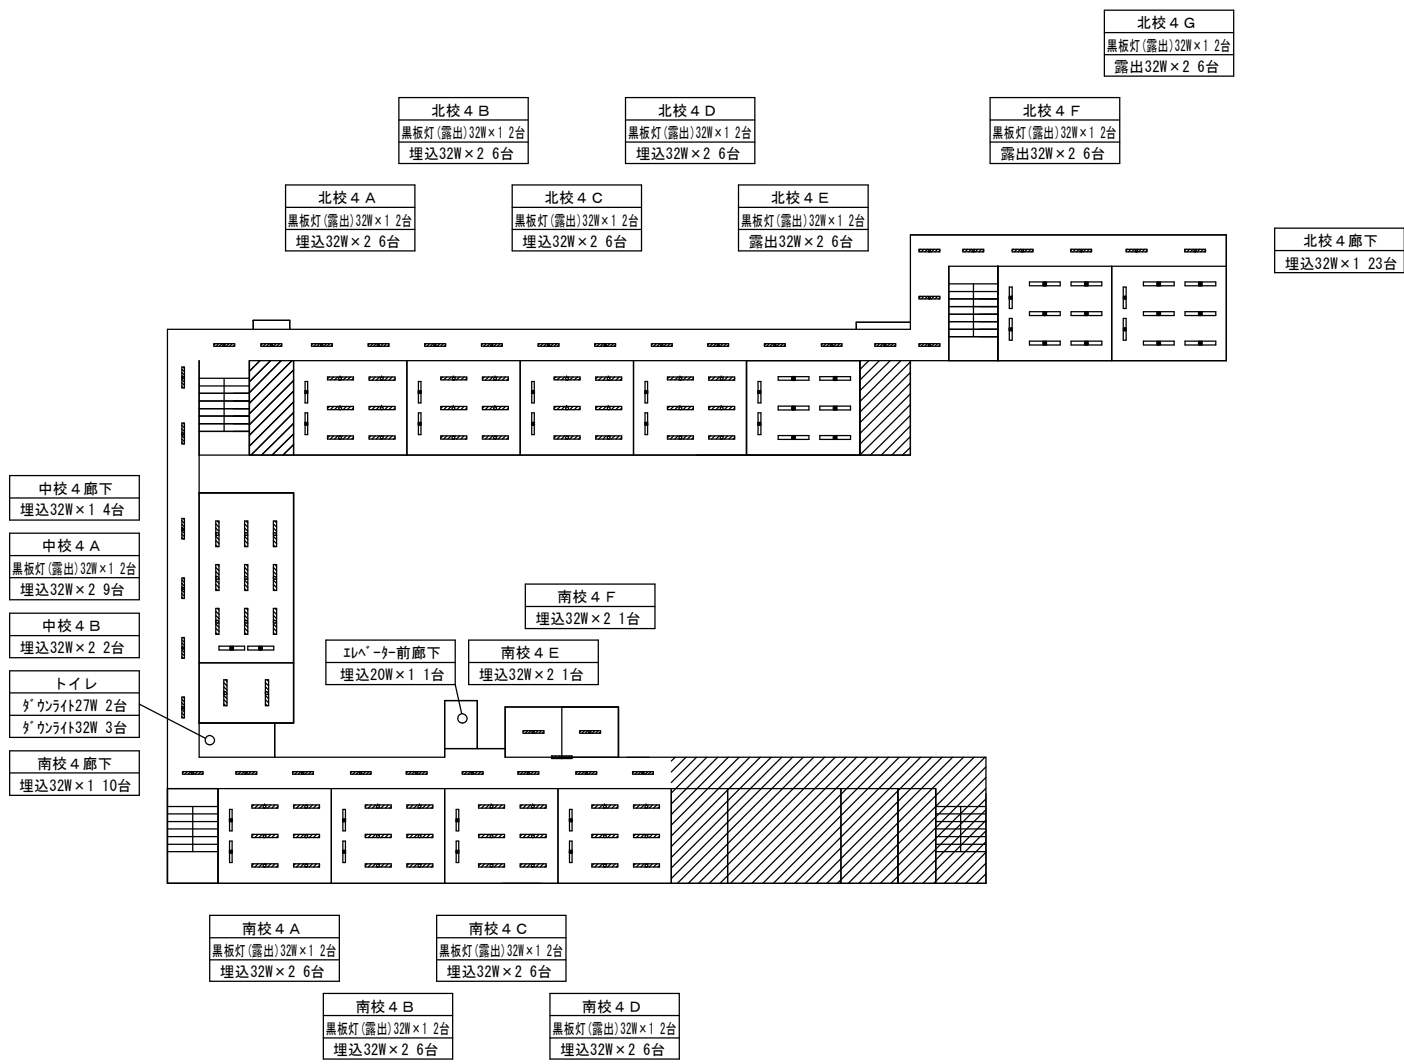 北校４Ｇ
黒板灯(露出)32W×1 2台
露出32W×2 6台
北校４Ｂ
黒板灯(露出)32W×1 2台
埋込32W×2 6台
北校４Ｄ
黒板灯(露出)32W×1 2台
埋込32W×2 6台
北校４Ｆ
黒板灯(露出)32W×1 2台
露出32W×2 6台
北校４Ａ
黒板灯(露出)32W×1 2台
埋込32W×2 6台
北校４Ｃ
黒板灯(露出)32W×1 2台
埋込32W×2 6台
北校４Ｅ
黒板灯(露出)32W×1 2台
露出32W×2 6台
北校４廊下
埋込32W×1 23台
中校４廊下
埋込32W×1 4台
中校４Ａ
黒板灯(露出)32W×1 2台
埋込32W×2 9台
中校４Ｂ
埋込32W×2 2台
トイレ
ﾀﾞｳﾝﾗｲﾄ27W 2台
ﾀﾞｳﾝﾗｲﾄ32W 3台
南校４廊下
埋込32W×1 10台
南校４Ｆ
埋込32W×2 1台
ｴﾚﾍﾞｰﾀｰ前廊下
埋込20W×1 1台
南校４Ｅ
埋込32W×2 1台
南校４Ａ
黒板灯(露出)32W×1 2台
埋込32W×2 6台
南校４Ｃ
黒板灯(露出)32W×1 2台
埋込32W×2 6台
南校４Ｂ
黒板灯(露出)32W×1 2台
埋込32W×2 6台
南校４Ｄ
黒板灯(露出)32W×1 2台
埋込32W×2 6台